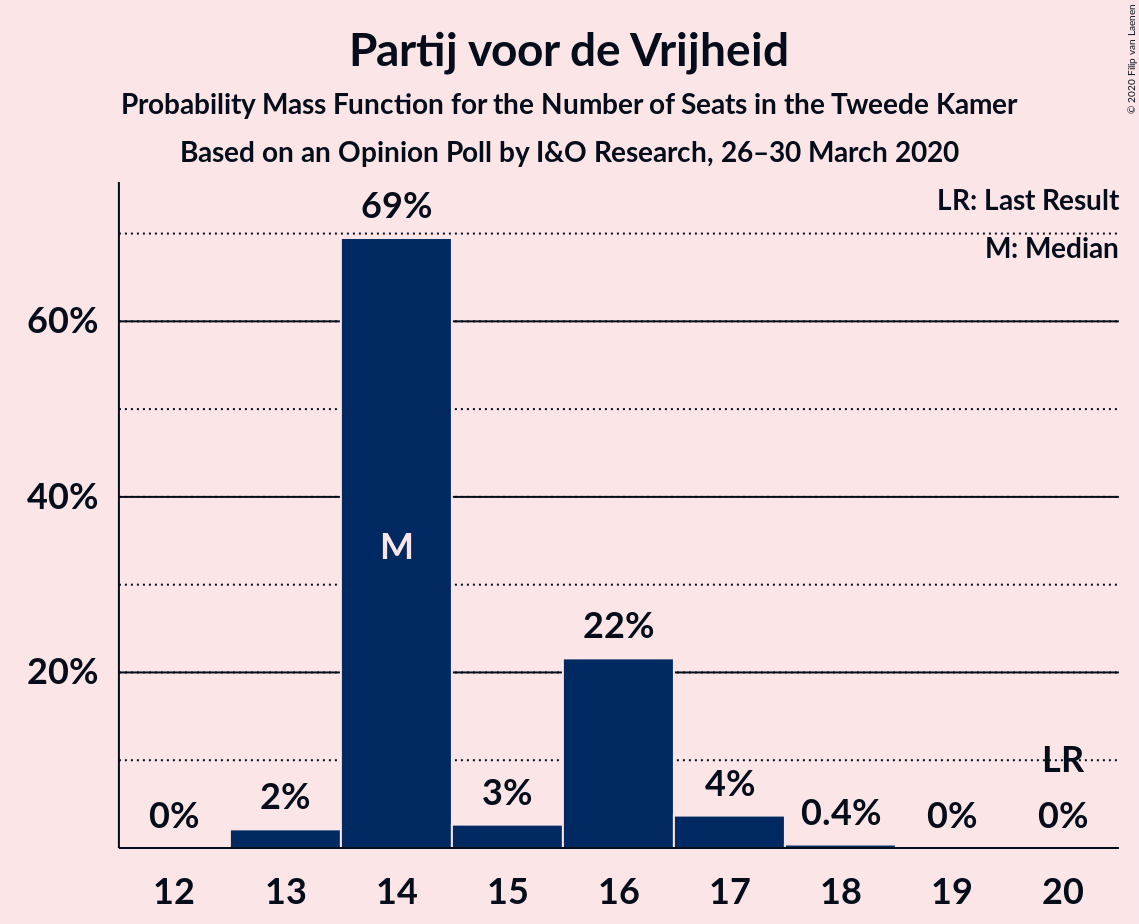 Partij voor de Vrijheid
Probability Mass Function for the Number of Seats in the Tweede Kamer
Based on an Opinion Poll by I&O Research, 26–30 March 2020
© 2020 Filip van Laenen
LR: Last Result
M: Median
60%
40%
20%
0%
2%
69%
M
3%
22%
4%
0.4%
0%
LR
0%
12 13 14 15 16 17 18 19 20